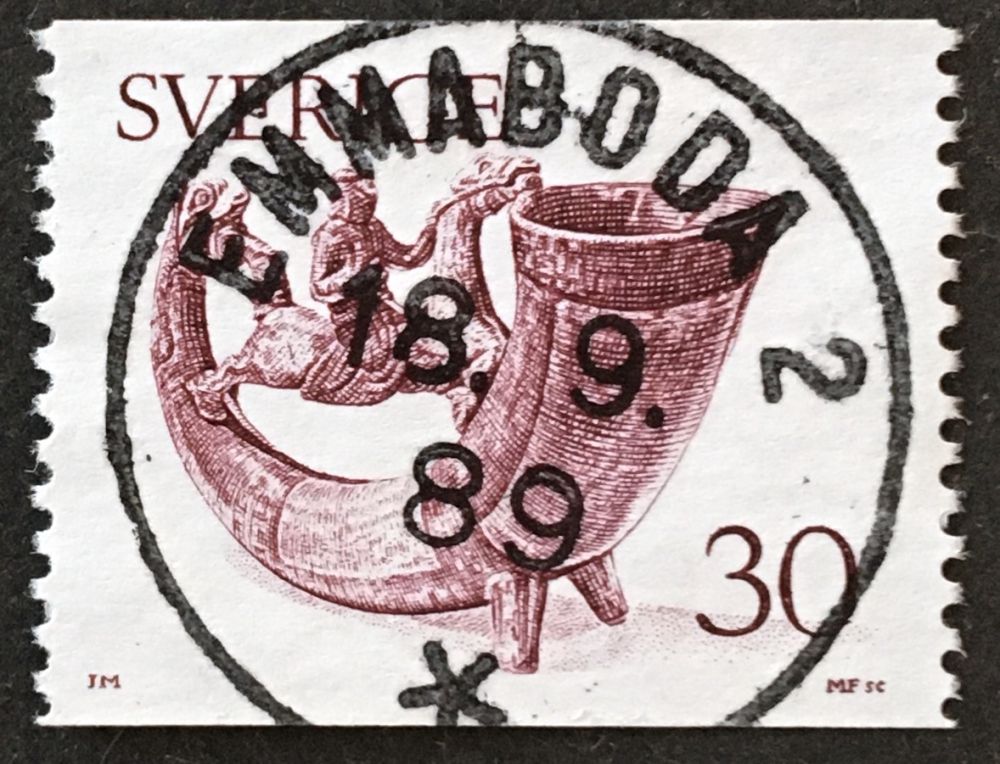 SVERIGE
EMMABODA 2
18. 9.
89
30
JM
MF sc